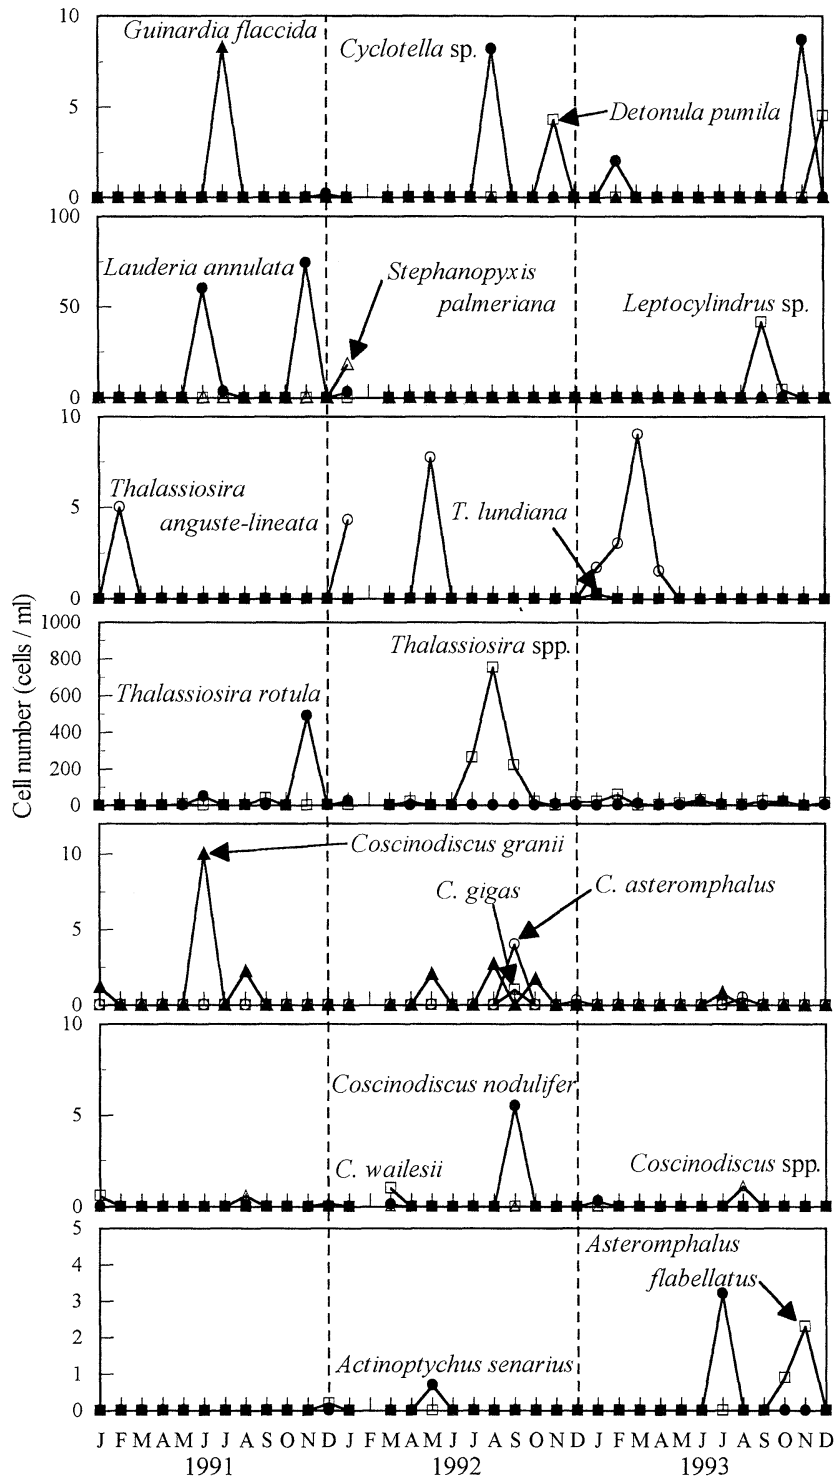 10
Guinardia flaccida
Cyclotella sp.
Detonula pumila
5
0
100
Lauderia annulata
Stephanopyxis
palmeriana
Leptocylindrus sp.
50
0
10
Thalassiosira
anguste-lineata
T. lundiana
5
0
Cell number (cells / ml)
1000
Thalassiosira spp.
800
Thalassiosira rotula
600
400
200
0
Coscinodiscus granii
10
C. gigas
C. asteromphalus
5
0
10
Coscinodiscus nodulifer
5
C. wailesii
Coscinodiscus spp.
0
5
Asteromphalus
flabellatus
4
3
2
Actinoptychus senarius
1
0
J F M A M J J A S O N D J F M A M J J A S O N D J F M A M J J A S O N D
1991 1992 1993